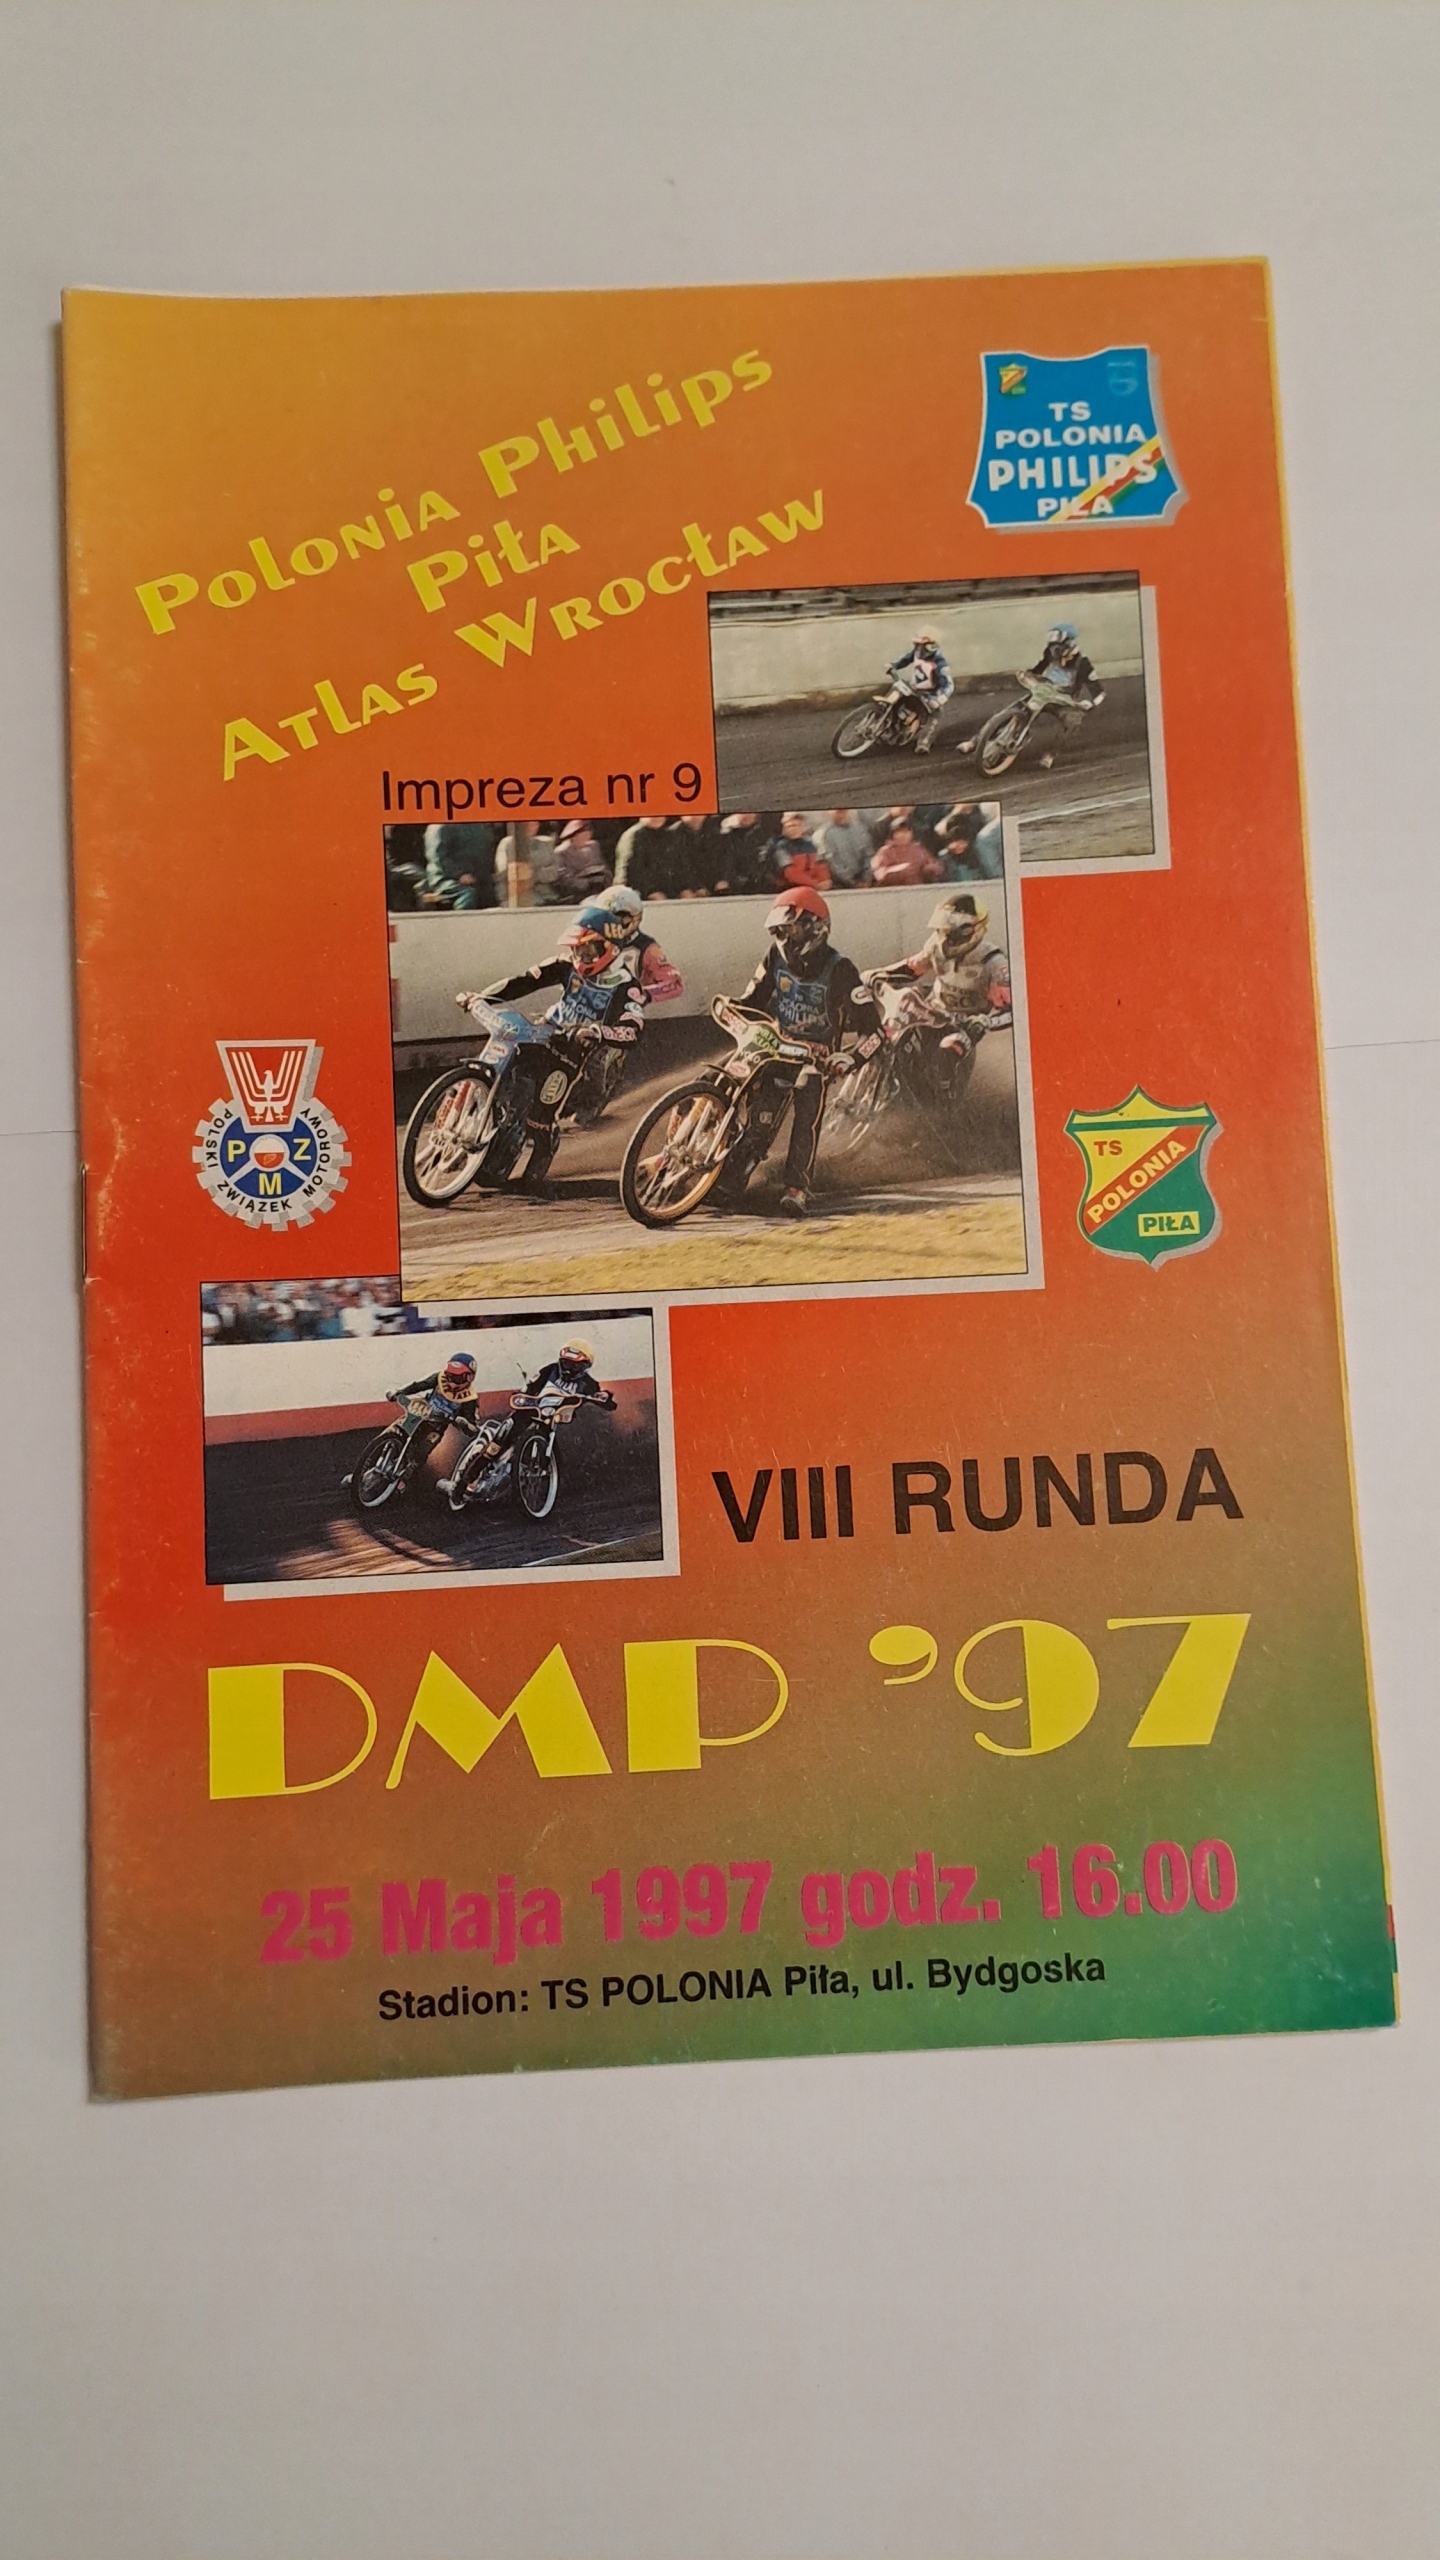 Polonia Philips
Piła
Atlas Wrocław
TS
POLONIA
PHILIPS
PIŁA
Impreza nr 9
POLSKI ZWIĄZEK MOTOROWY
P Z
M
TS
POLONIA
PIŁA
VIII RUNDA
DMP '97
25 Maja 1997 godz. 16.00
Stadion: TS POLONIA Piła, ul. Bydgoska